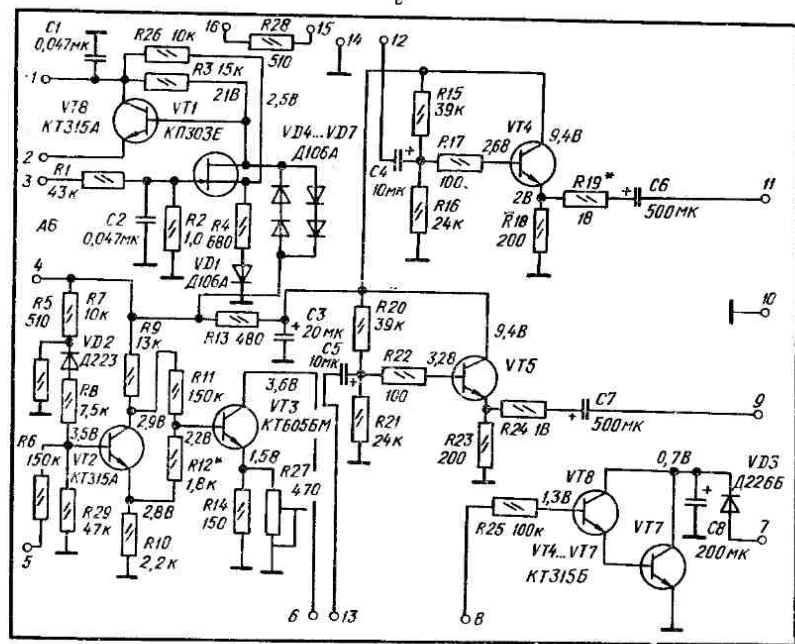 C1
0,047мк
R26 10к
16
R28
510
15
14
12
1
R3 15к
21В
2,5В
VT8
КТ315А
VT1
КП303Е
VD4...VD7
Д106А
2
3
R1
43к
А6
C2
0,047мк
R2
1,0
R4
680
VD1
Д106А
R15
39к
C4
10мк
+
R17
100
2,6В
VT4
9,4В
R16
24к
2В
R18
200
R19*
18
+
C6
500мк
11
4
R5
510
R7
10к
VD2
Д223
R9
13к
R13 480
+
C3
20мк
R20
39к
10
R8
7,5к
R11
150к
3,6В
C5
10мк
+
R22
100
3,2В
9,4В
VT5
R6
150к
3,5В
2,9В
VT2
КТ315А
2,2В
VT3
КТ605БМ
R21
24к
R23
200
R24 18
+
C7
500мк
9
R12*
1,8к
1,5В
R27
470
R29
47к
2,8В
R14
150
R10
2,2к
5
6
13
8
R25 100к
1,3В
VT8
VT4...VT7
КТ315Б
VT7
0,7В
+
C8
200мк
VD3
Д226Б
7